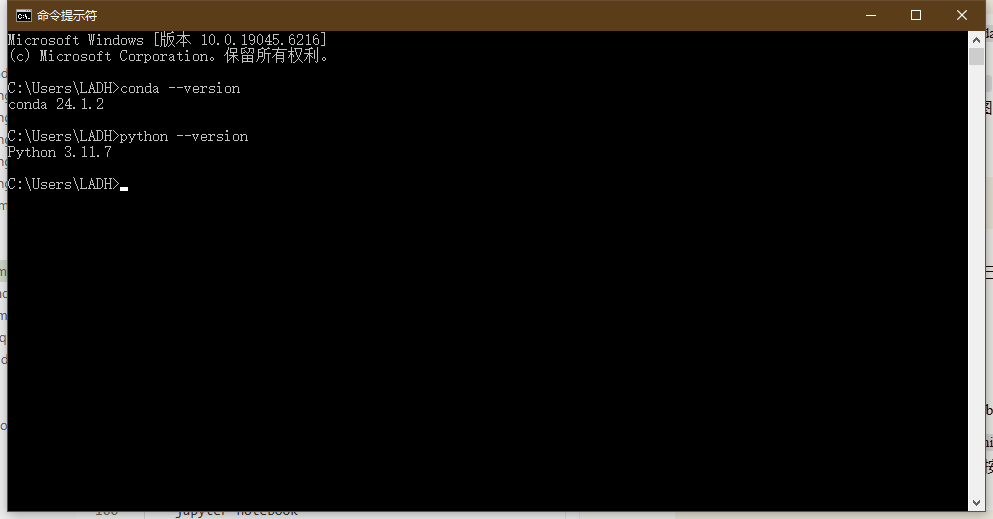 命令提示符
Microsoft Windows [版本 10.0.19045.6216]
(c) Microsoft Corporation。保留所有权利。
C:\Users\LADH>conda --version
conda 24.1.2
C:\Users\LADH>python --version
Python 3.11.7
C:\Users\LADH>